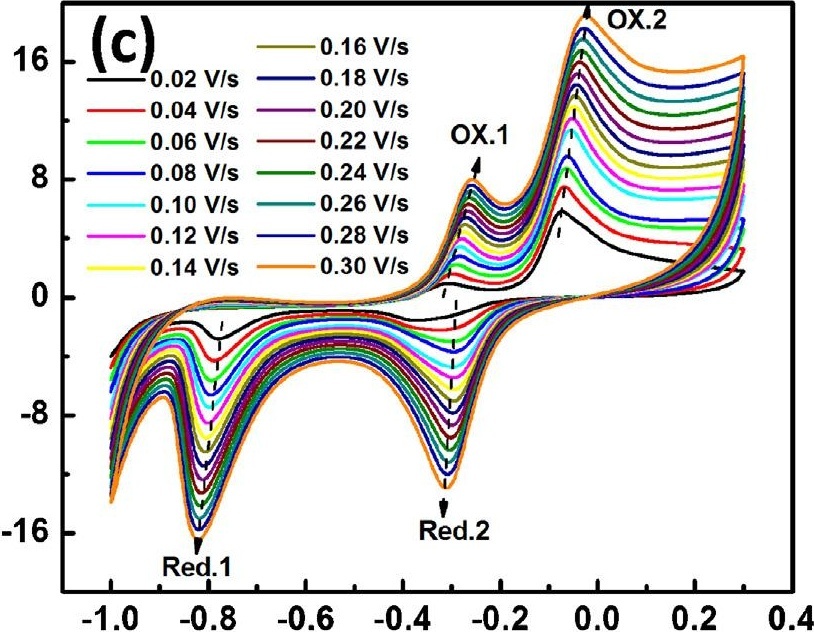 (c)
OX.2
0.02 V/s
0.04 V/s
0.06 V/s
0.08 V/s
0.10 V/s
0.12 V/s
0.14 V/s
0.16 V/s
0.18 V/s
0.20 V/s
0.22 V/s
0.24 V/s
0.26 V/s
0.28 V/s
0.30 V/s
OX.1
16
8
0
-8
-16
Red.2
Red.1
-1.0 -0.8 -0.6 -0.4 -0.2 0.0 0.2 0.4